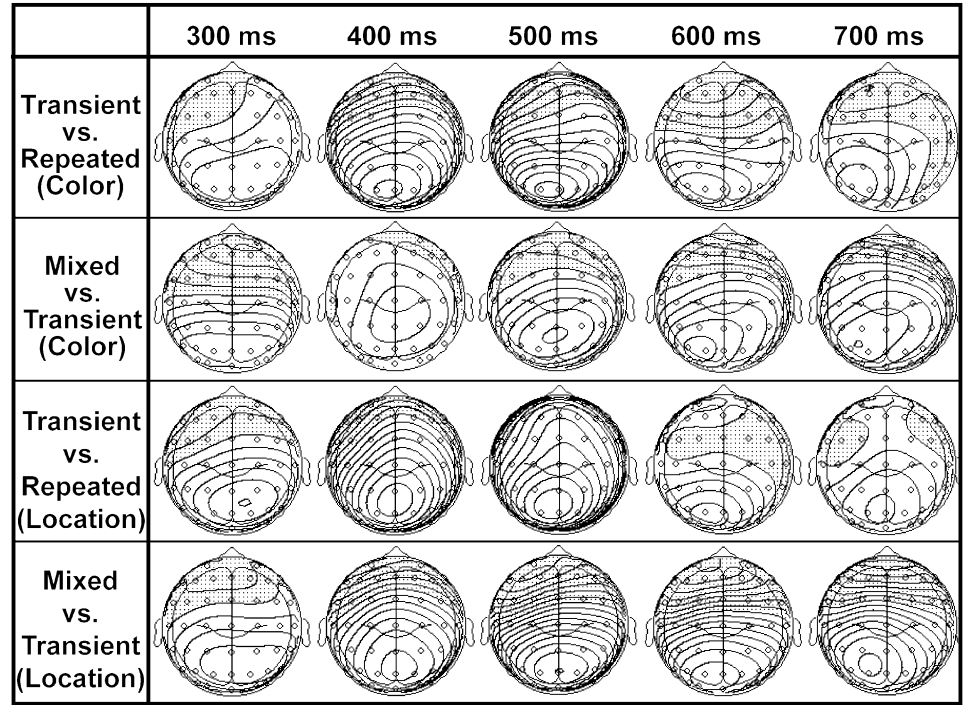 300 ms 400 ms 500 ms 600 ms 700 ms
Transient
vs.
Repeated
(Color)
Mixed
vs.
Transient
(Color)
Transient
vs.
Repeated
(Location)
Mixed
vs.
Transient
(Location)